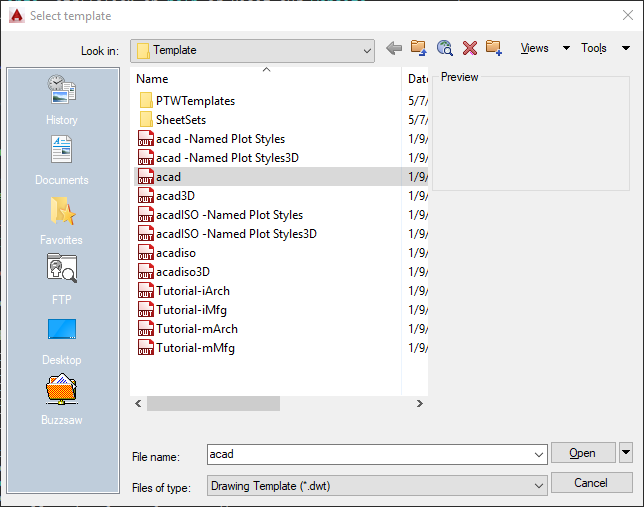 Select template
Look in: Template Views Tools
History
Documents
Favorites
FTP
Desktop
Buzzsaw
Name Date
PTWTemplates 5/7/
SheetSets 5/7/
acad -Named Plot Styles 1/9/
acad -Named Plot Styles3D 1/9/
acad 1/9/
acad3D 1/9/
acadISO -Named Plot Styles 1/9/
acadISO -Named Plot Styles3D 1/9/
acadiso 1/9/
acadiso3D 1/9/
Tutorial-iArch 1/9/
Tutorial-iMfg 1/9/
Tutorial-mArch 1/9/
Tutorial-mMfg 1/9/
Preview
File name: acad Open
Files of type: Drawing Template (*.dwt) Cancel